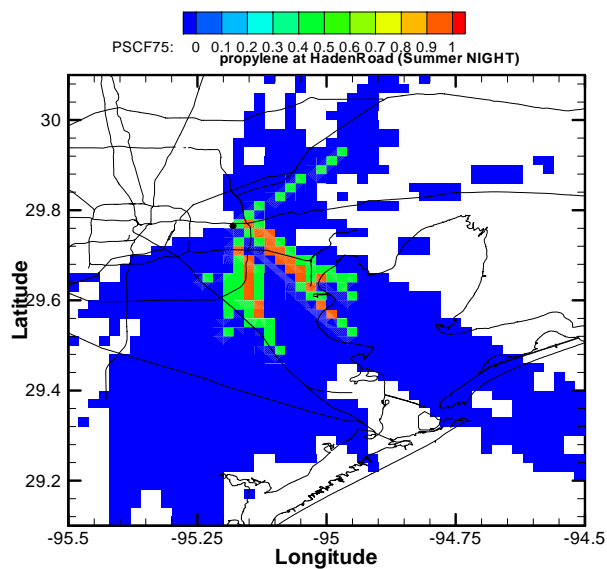 PSCF75: 0 0.1 0.2 0.3 0.4 0.5 0.6 0.7 0.8 0.9 1
propylene at HadenRoad (Summer NIGHT)
30
29.8
29.6
29.4
29.2
Latitude
-95.5 -95.25 -95 -94.75 -94.5
Longitude